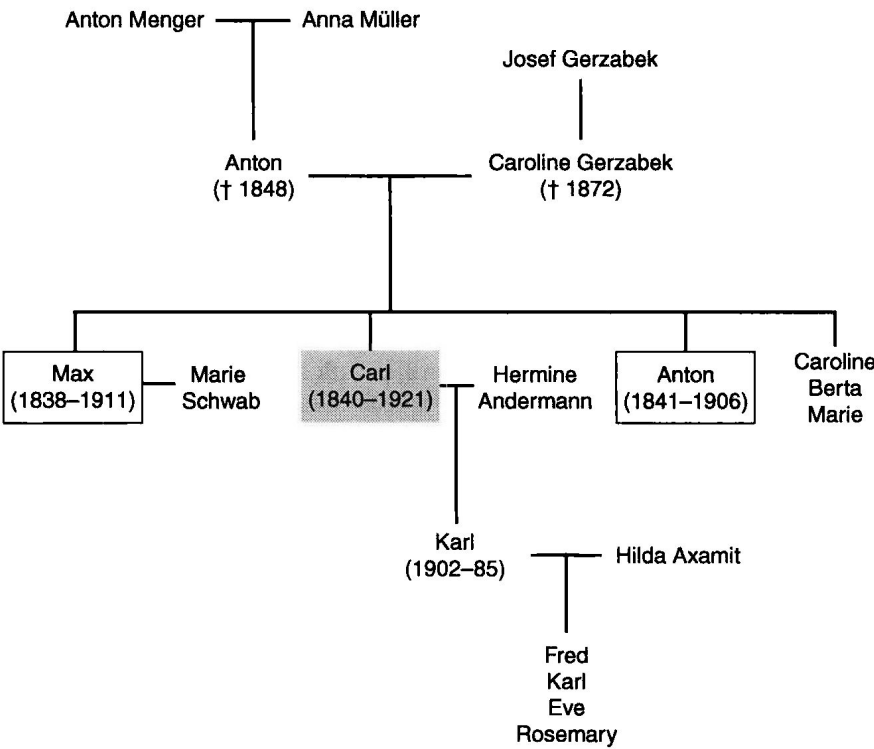 Anton Menger Anna Müller
Josef Gerzabek
Anton
(† 1848)
Caroline Gerzabek
(† 1872)
Max
(1838–1911)
Marie
Schwab
Carl
(1840–1921)
Hermine
Andermann
Anton
(1841–1906)
Caroline
Berta
Marie
Karl
(1902–85)
Hilda Axamit
Fred
Karl
Eve
Rosemary